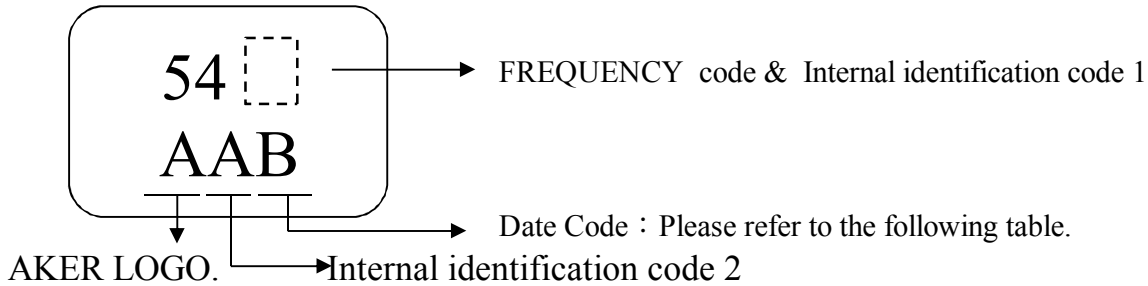 54
FREQUENCY code & Internal identification code 1
AAB
Date Code：Please refer to the following table.
AKER LOGO.
Internal identification code 2